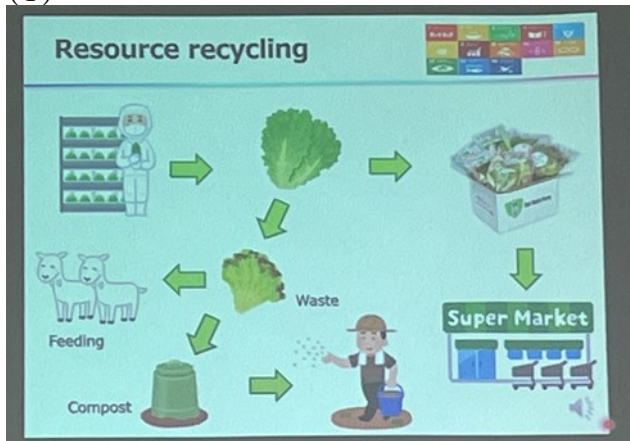 Resource recycling
Waste
Feeding
Super Market
Compost